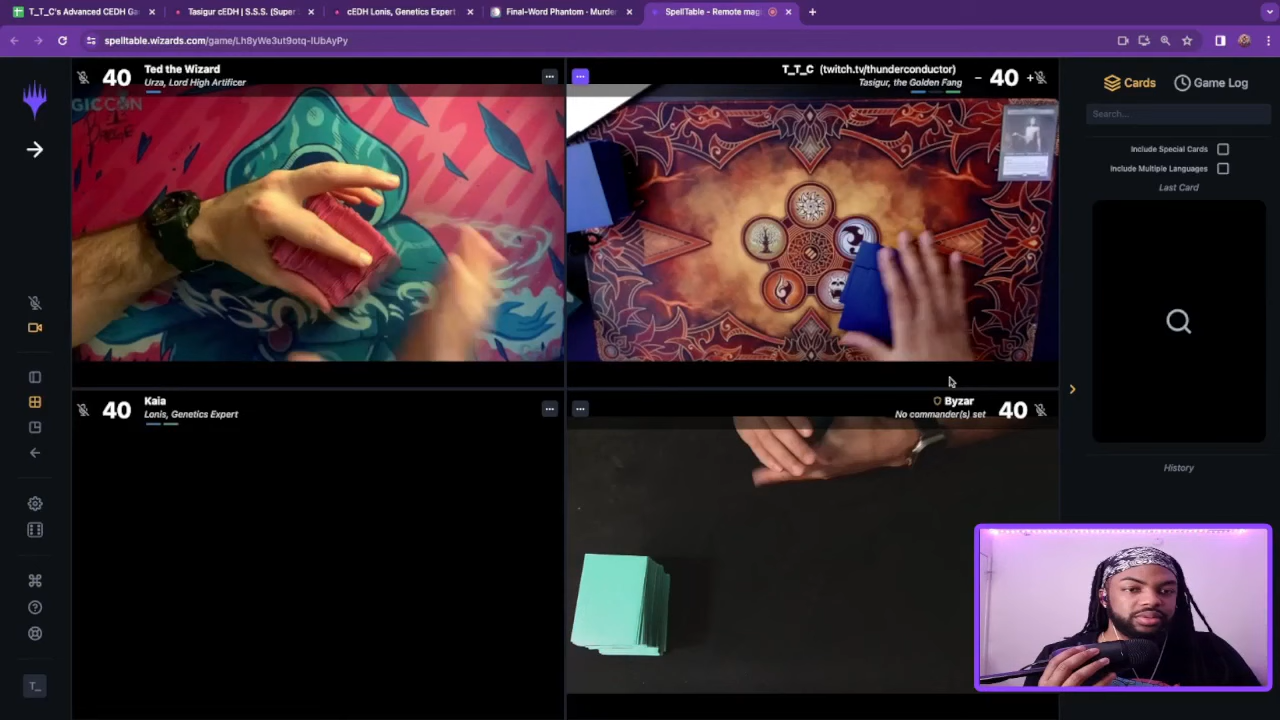 T_T_C's Advanced CEDH Ga
Tasigur cEDH | S.S.S. (Super
cEDH Lonis, Genetics Expert
Final-Word Phantom - Murder
SpellTable - Remote mag
spelltable.wizards.com/game/Lh8yWe3ut9otq-IUbAyPy
40
Ted the Wizard
Urza, Lord High Artificer
T_T_C (twitch.tv/thunderconductor)
Tasigur, the Golden Fang
- 40 +
Cards
Game Log
Search...
Include Special Cards
Include Multiple Languages
Last Card
40
Kaia
Lonis, Genetics Expert
Byzar
No commander(s) set
40
History
T_